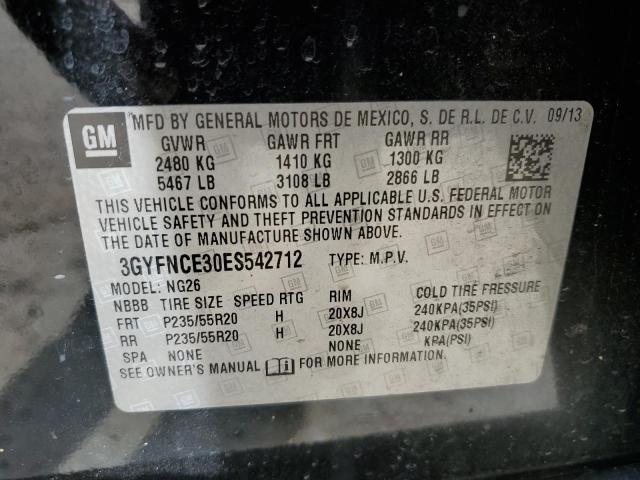 GM
MFD BY GENERAL MOTORS DE MEXICO, S. DE R.L. DE C.V. 09/13
GVWR GAWR FRT GAWR RR
2480 KG 1410 KG 1300 KG
5467 LB 3108 LB 2866 LB
THIS VEHICLE CONFORMS TO ALL APPLICABLE U.S. FEDERAL MOTOR
VEHICLE SAFETY AND THEFT PREVENTION STANDARDS IN EFFECT ON
THE DATE OF MANUFACTURE SHOWN ABOVE.
3GYFNCE30ES542712 TYPE: M.P.V.
MODEL: NG26
NBBB TIRE SIZE SPEED RTG RIM COLD TIRE PRESSURE
FRT P235/55R20 H 20X8J 240KPA(35PSI)
RR P235/55R20 H 20X8J 240KPA(35PSI)
SPA NONE NONE KPA(PSI)
SEE OWNER'S MANUAL FOR MORE INFORMATION.